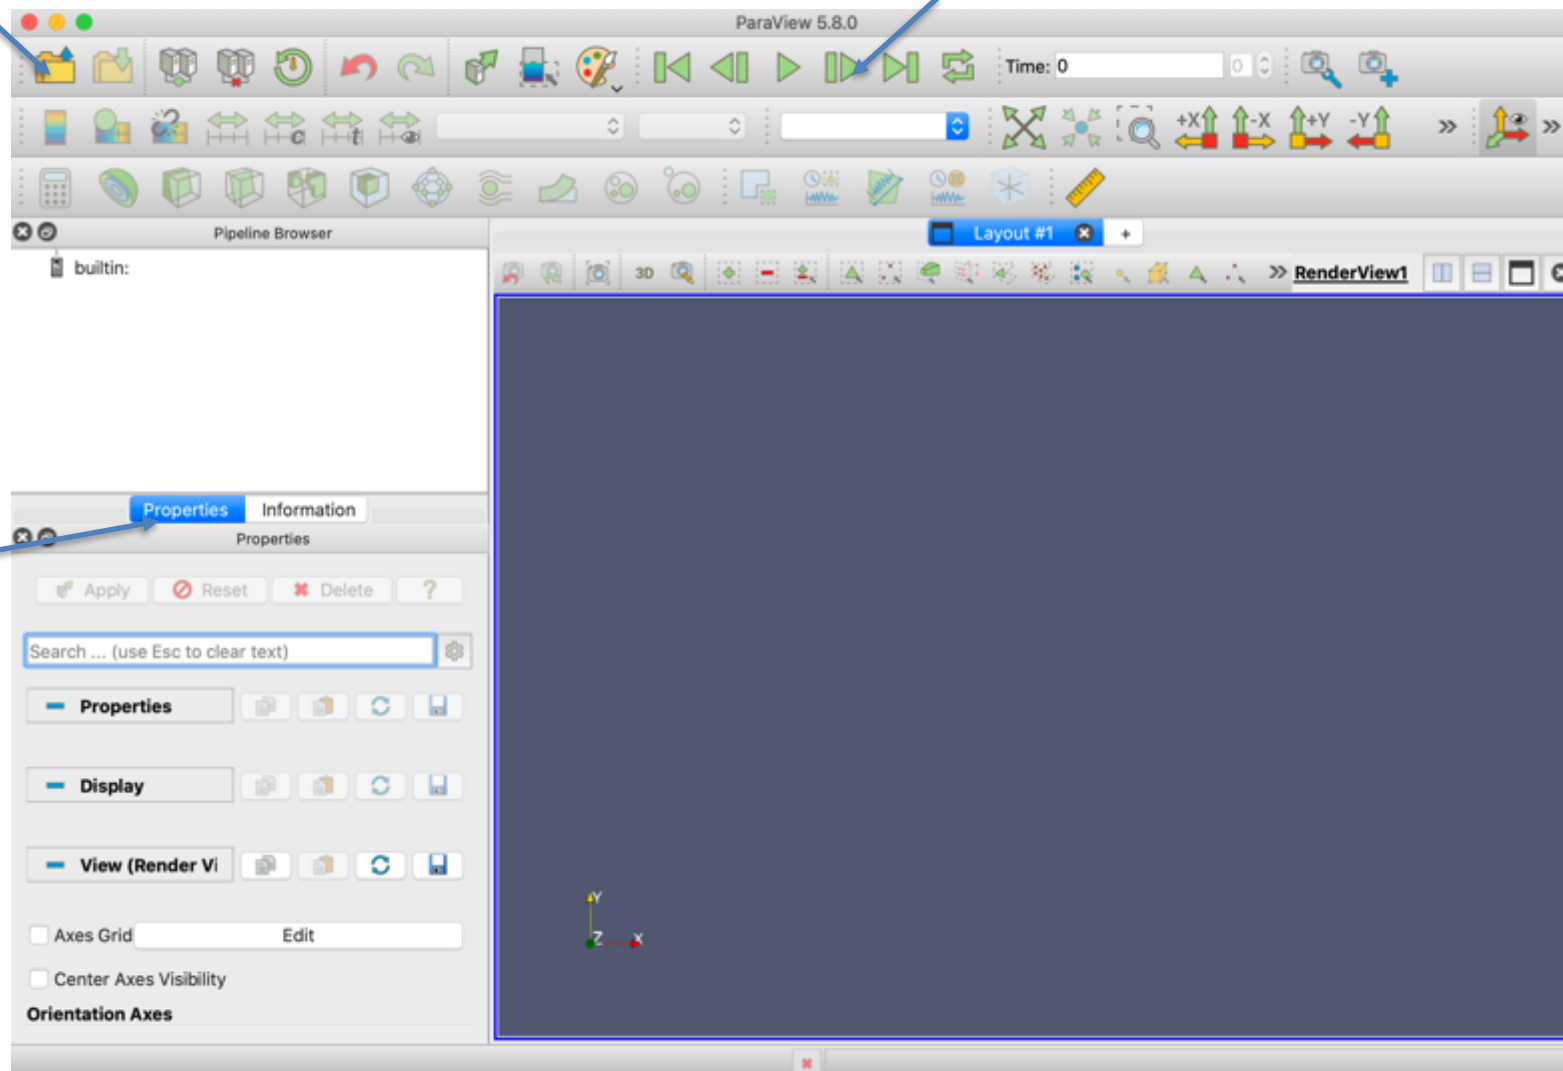 ParaView 5.8.0
Time: 0
0
c
t
+X -X +Y -Y
Pipeline Browser
Layout #1
+
builtin:
3D
RenderView1
Properties Information
Properties
Apply Reset Delete ?
Search ... (use Esc to clear text)
Properties
Display
View (Render Vi
Axes Grid Edit
Center Axes Visibility
Orientation Axes
Y
Z X